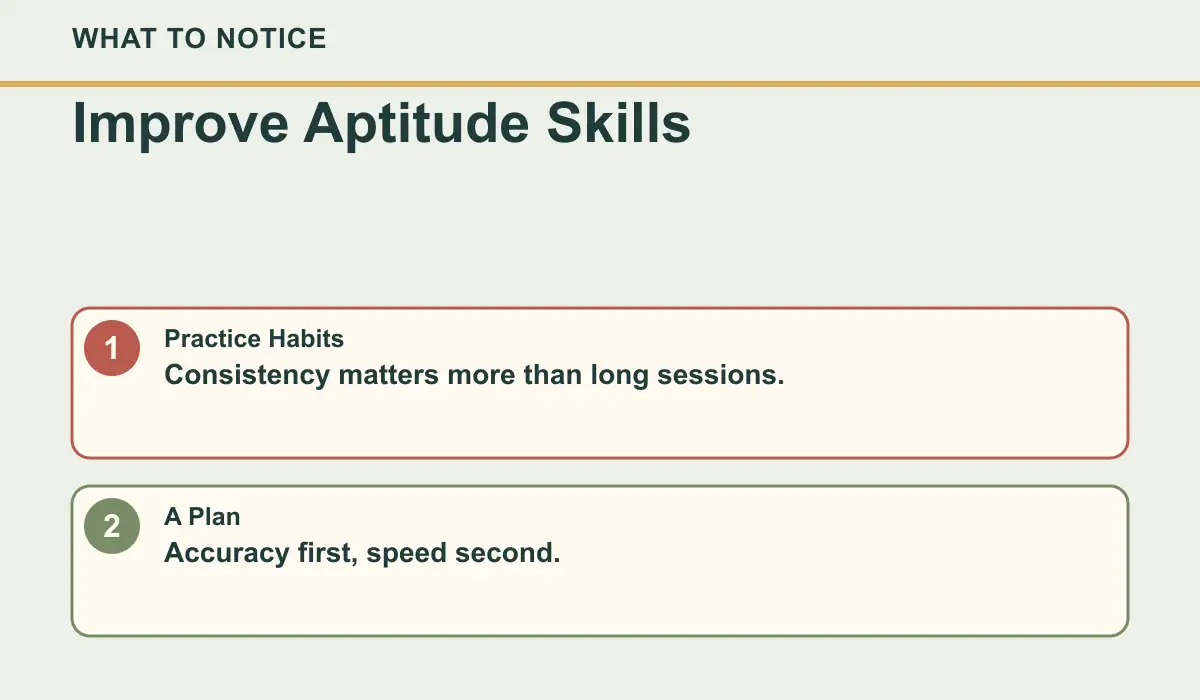 WHAT TO NOTICE
Improve Aptitude Skills
1
Practice Habits
Consistency matters more than long sessions.
2
A Plan
Accuracy first, speed second.